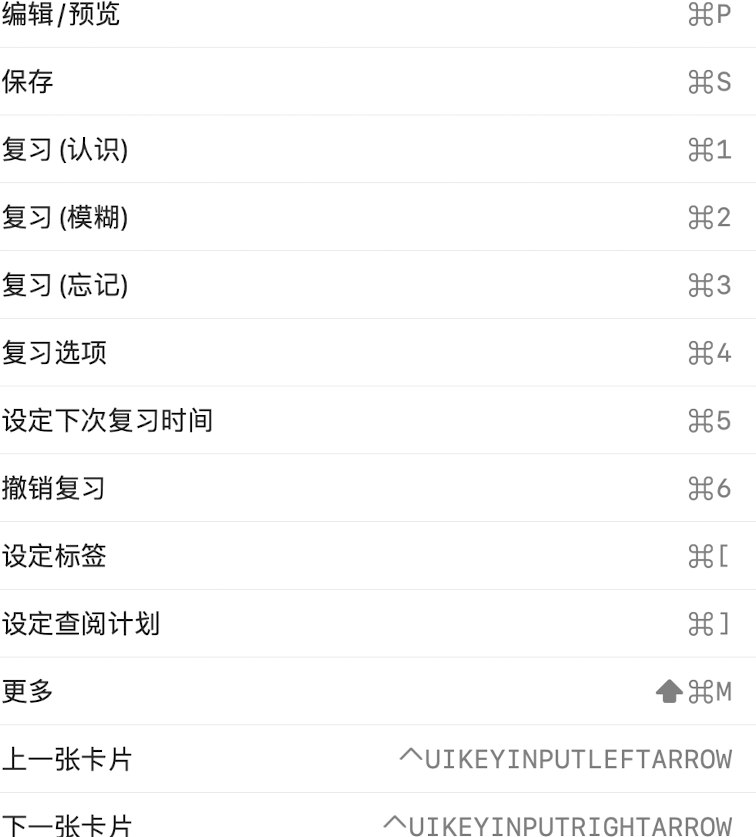 编辑/预览 ⌘P
保存 ⌘S
复习 (认识) ⌘1
复习 (模糊) ⌘2
复习 (忘记) ⌘3
复习选项 ⌘4
设定下次复习时间 ⌘5
撤销复习 ⌘6
设定标签 ⌘[
设定查阅计划 ⌘]
更多 ⬆⌘M
上一张卡片 ^UIKEYINPUTLEFTARROW
下一张卡片 ^UIKEYINPUTRIGHTARROW